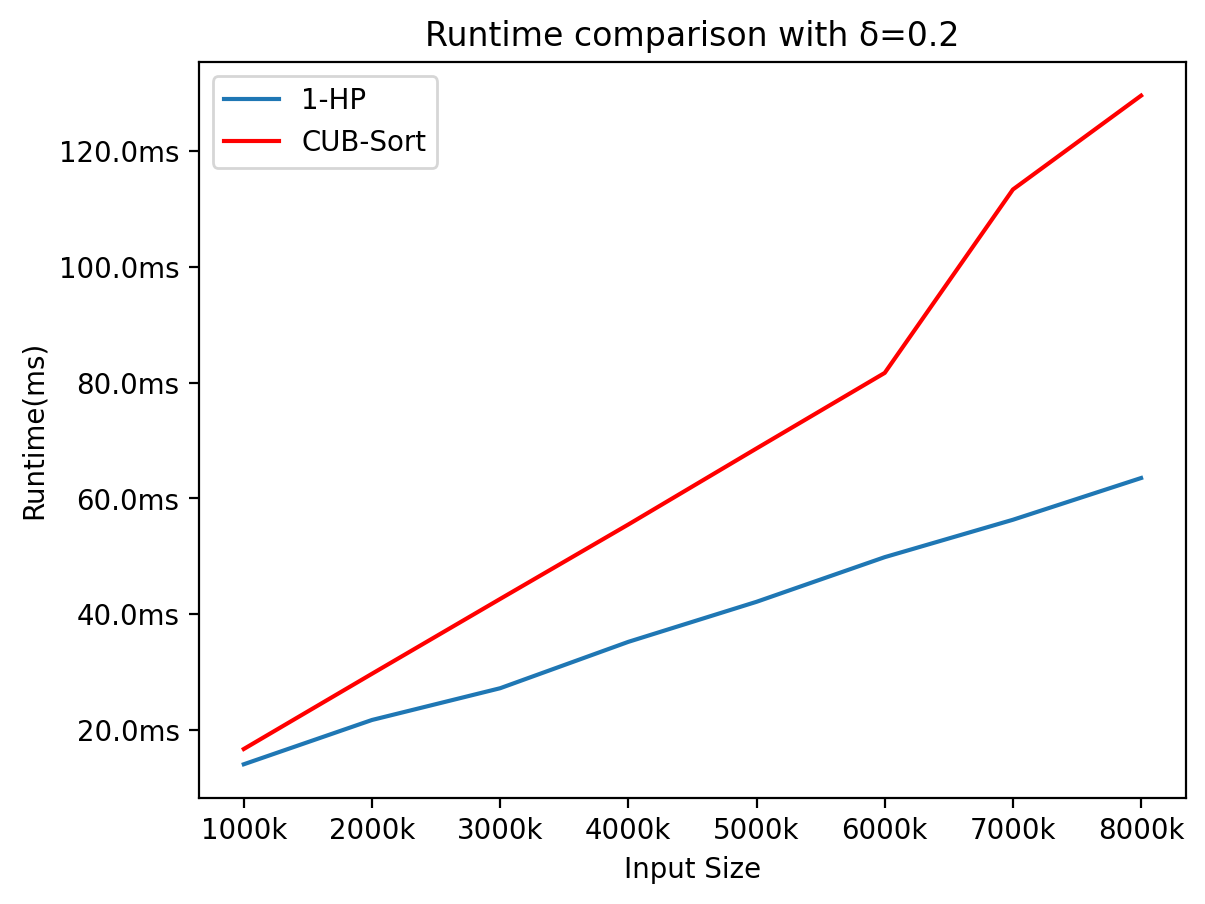 Runtime comparison with δ=0.2
1-HP
CUB-Sort
120.0ms
100.0ms
80.0ms
60.0ms
40.0ms
20.0ms
Runtime(ms)
1000k 2000k 3000k 4000k 5000k 6000k 7000k 8000k
Input Size